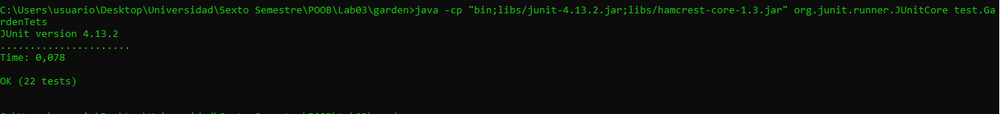 C:\Users\usuario\Desktop\Universidad\Sexto Semestre\POOB\Lab03\garden>java -cp "bin;libs/junit-4.13.2.jar;libs/hamcrest-core-1.3.jar" org.junit.runner.JUnitCore test.Ga
rdenTets
JUnit version 4.13.2
......................
Time: 0,078
OK (22 tests)